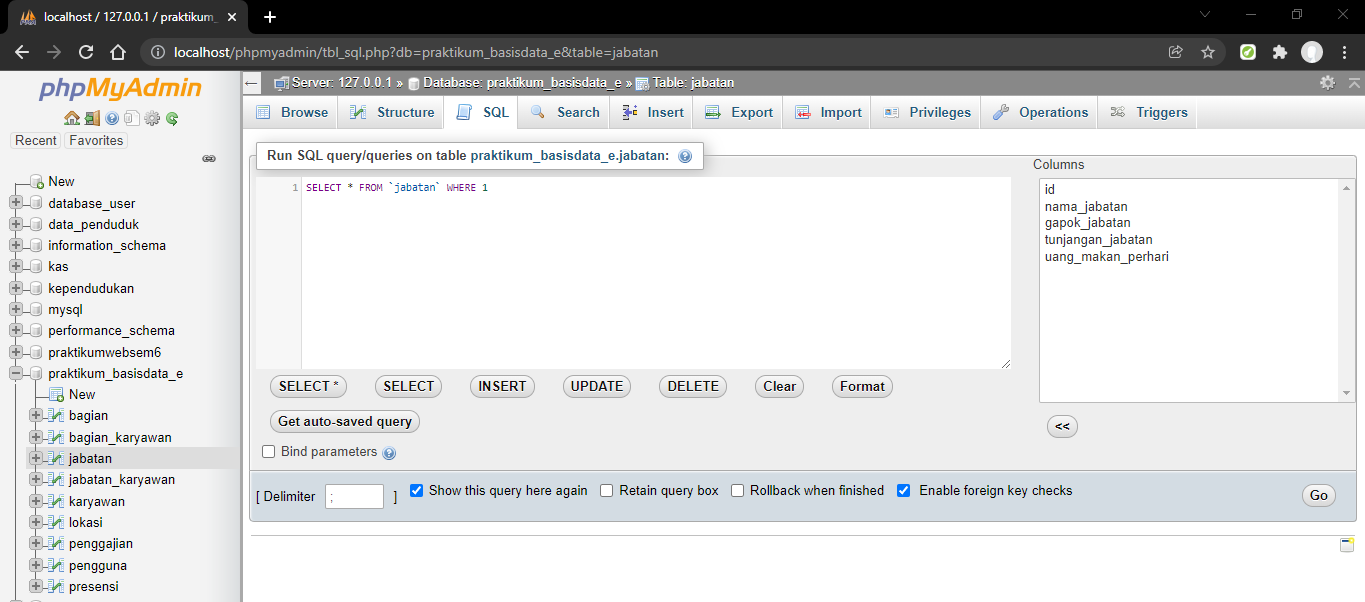 localhost / 127.0.0.1 / praktikum_
localhost/phpmyadmin/tbl_sql.php?db=praktikum_basisdata_e&table=jabatan
phpMyAdmin
Recent Favorites
New
database_user
data_penduduk
information_schema
kas
kependudukan
mysql
performance_schema
praktikumwebsem6
praktikum_basisdata_e
New
bagian
bagian_karyawan
jabatan
jabatan_karyawan
karyawan
lokasi
penggajian
pengguna
presensi
Server: 127.0.0.1 » Database: praktikum_basisdata_e » Table: jabatan
Browse Structure SQL Search Insert Export Import Privileges Operations Triggers
Run SQL query/queries on table praktikum_basisdata_e.jabatan:
1 SELECT * FROM `jabatan` WHERE 1
Columns
id
nama_jabatan
gapok_jabatan
tunjangan_jabatan
uang_makan_perhari
SELECT * SELECT INSERT UPDATE DELETE Clear Format
Get auto-saved query
<<
Bind parameters
[ Delimiter ; ] Show this query here again Retain query box Rollback when finished Enable foreign key checks
Go